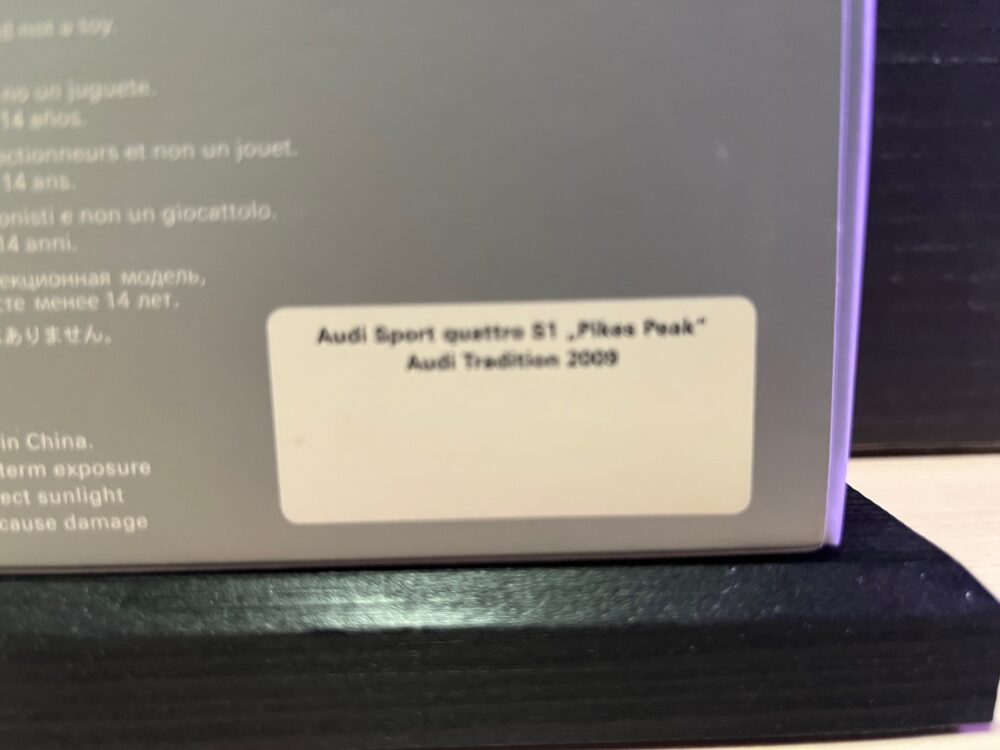 d not a toy.
no un juguete.
14 años.
ectionneurs et non un jouet.
14 ans.
onisti e non un giocattolo.
14 anni.
екционная модель,
сте менее 14 лет.
ありません。
in China.
term exposure
ect sunlight
cause damage
Audi Sport quattro S1 „Pikes Peak“
Audi Tradition 2009